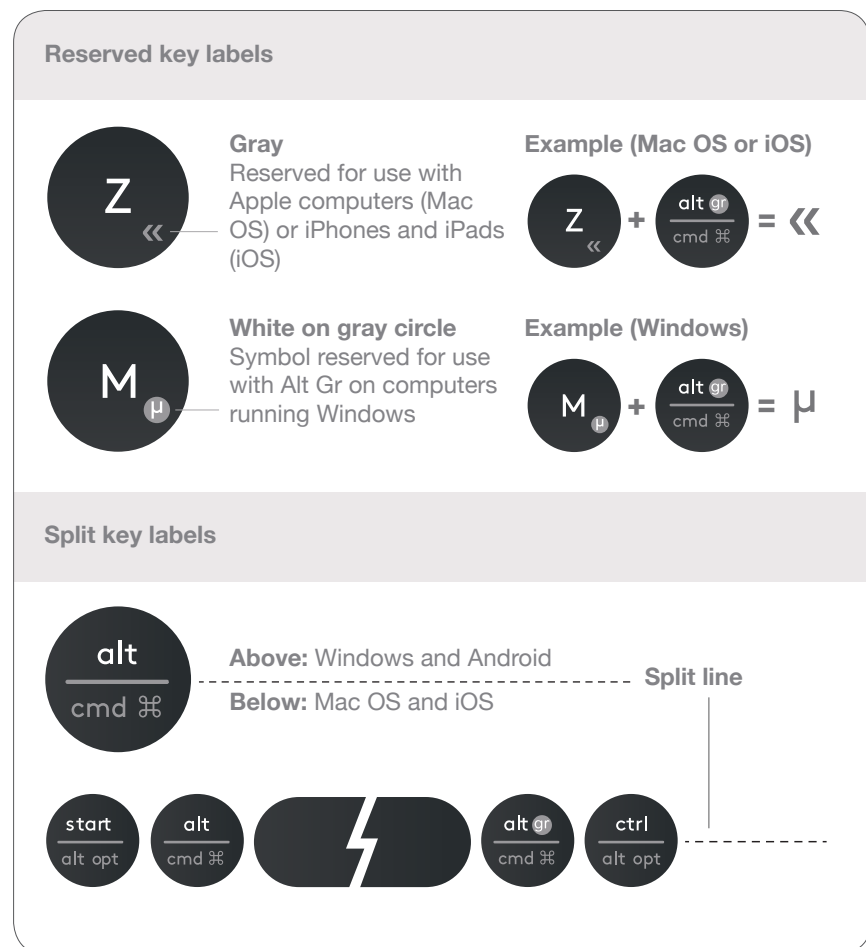 Reserved key labels
Z
«
Gray
Reserved for use with
Apple computers (Mac
OS) or iPhones and iPads
(iOS)
Example (Mac OS or iOS)
Z « + alt gr = «
cmd ⌘
M
µ
White on gray circle
Symbol reserved for use
with Alt Gr on computers
running Windows
Example (Windows)
M µ + alt gr = µ
cmd ⌘
Split key labels
alt
cmd ⌘
Above: Windows and Android
Below: Mac OS and iOS
Split line
start alt alt gr ctrl
alt opt cmd ⌘ cmd ⌘ alt opt